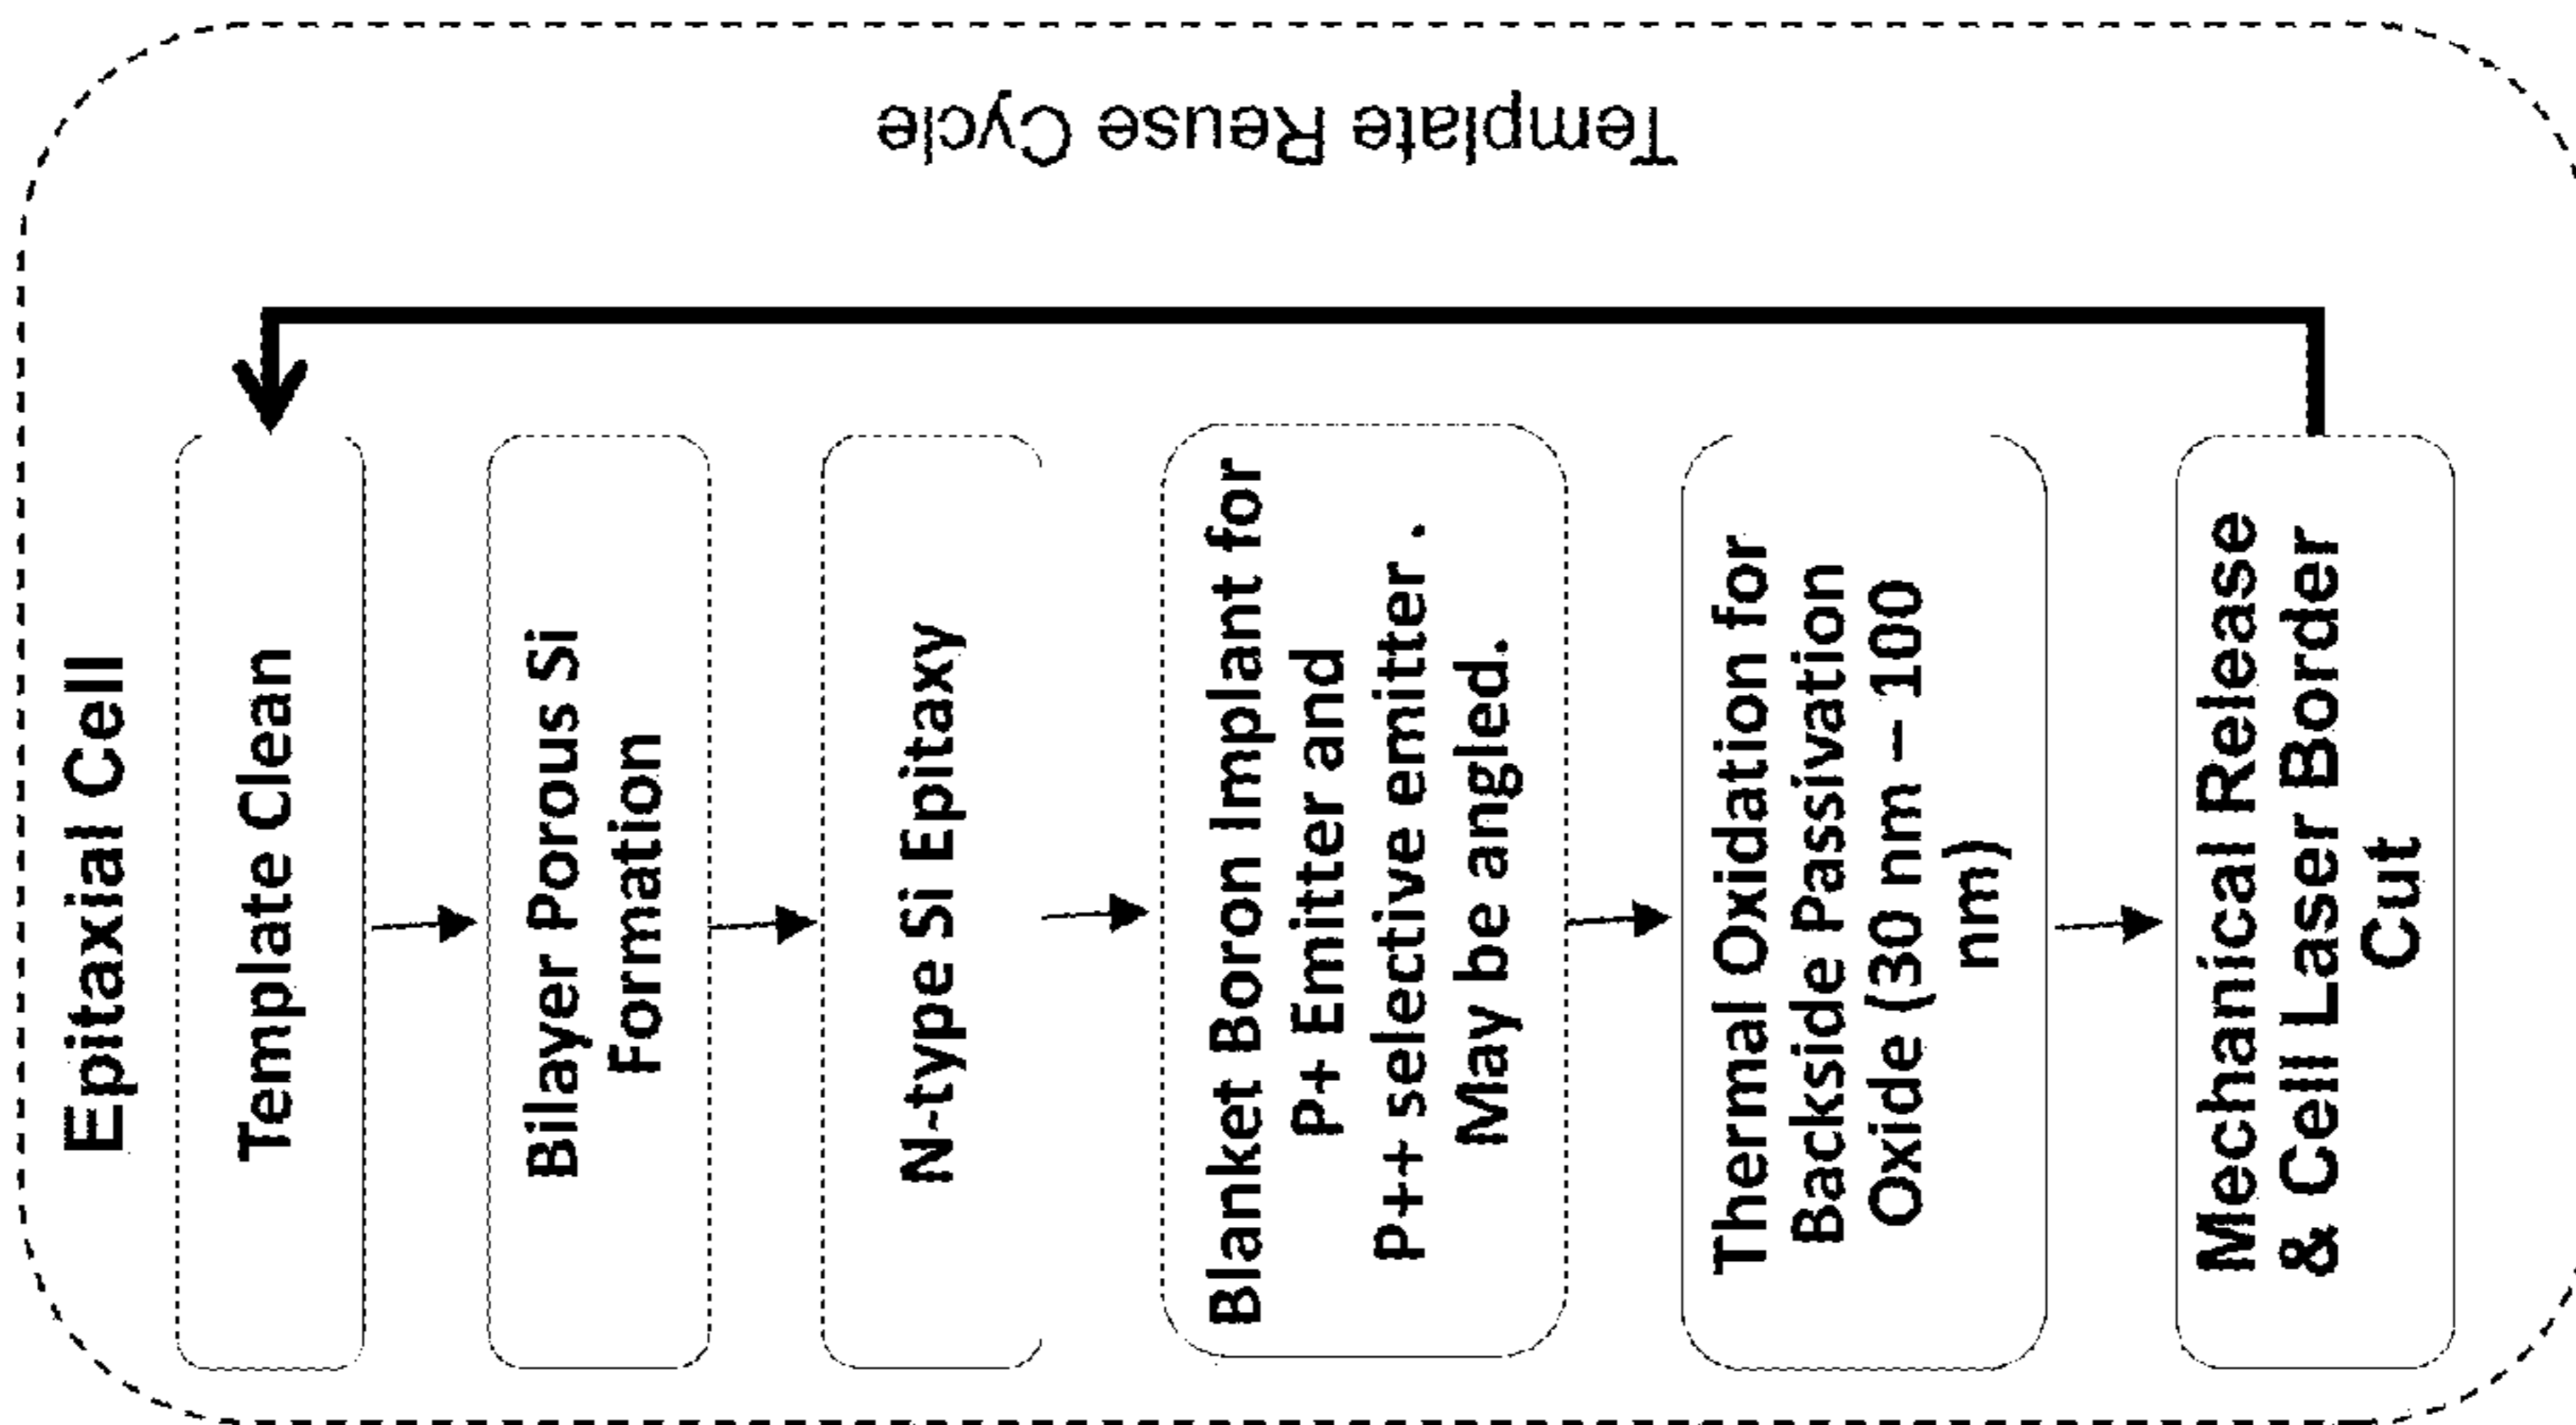 Epitaxial Cell
Template Clean
Bilayer Porous Si
Formation
N-type Si Epitaxy
Blanket Boron Implant for
P+ Emitter and
P++ selective emitter .
May be angled.
Thermal Oxidation for
Backside Passivation
Oxide (30 nm – 100
nm)
Mechanical Release
& Cell Laser Border
Cut
Template Reuse Cycle